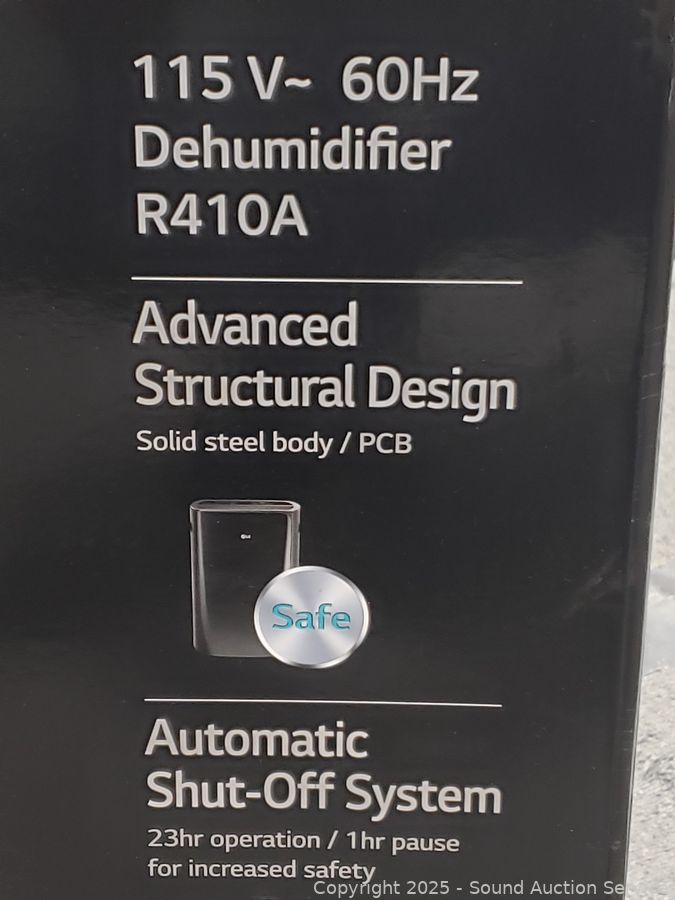 115 V~ 60Hz
Dehumidifier
R410A
Advanced
Structural Design
Solid steel body / PCB
LG
Safe
Automatic
Shut-Off System
23hr operation / 1hr pause
for increased safety
Copyright 2025 - Sound Auction Se